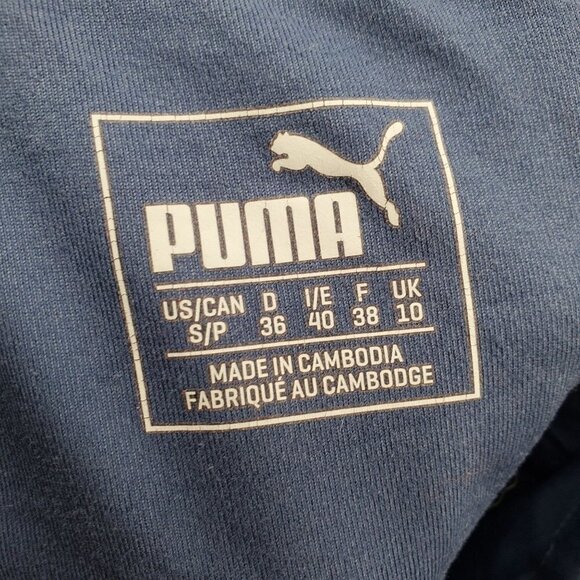 PUMA
US/CAN D I/E F UK
S/P 36 40 38 10
MADE IN CAMBODIA
FABRIQUÉ AU CAMBODGE